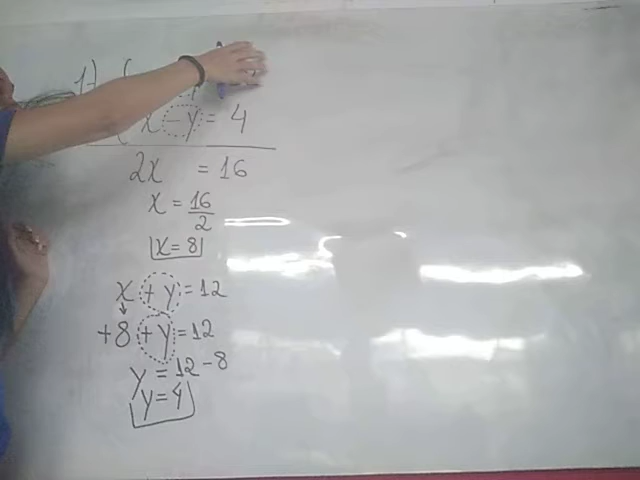 1) {
x - y = 4
2x = 16
x = 16/2
x = 8
x + y = 12
+8 + y = 12
y = 12 - 8
y = 4